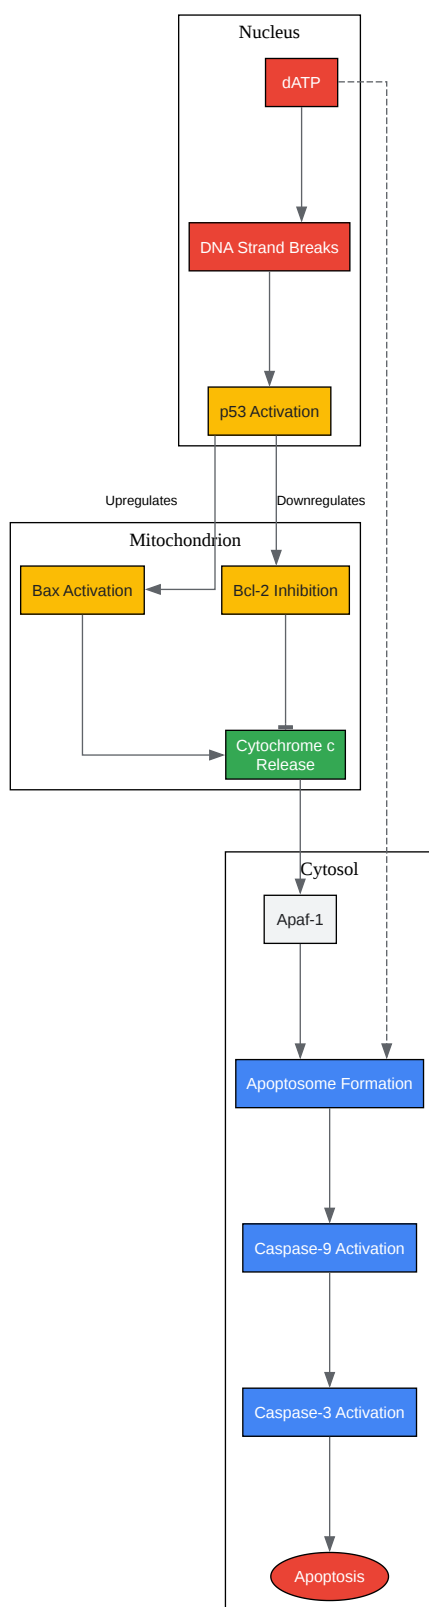 Nucleus
dATP
DNA Strand Breaks
p53 Activation
Upregulates
Downregulates
Mitochondrion
Bax Activation
Bcl-2 Inhibition
Cytochrome c
Release
Cytosol
Apaf-1
Apoptosome Formation
Caspase-9 Activation
Caspase-3 Activation
Apoptosis